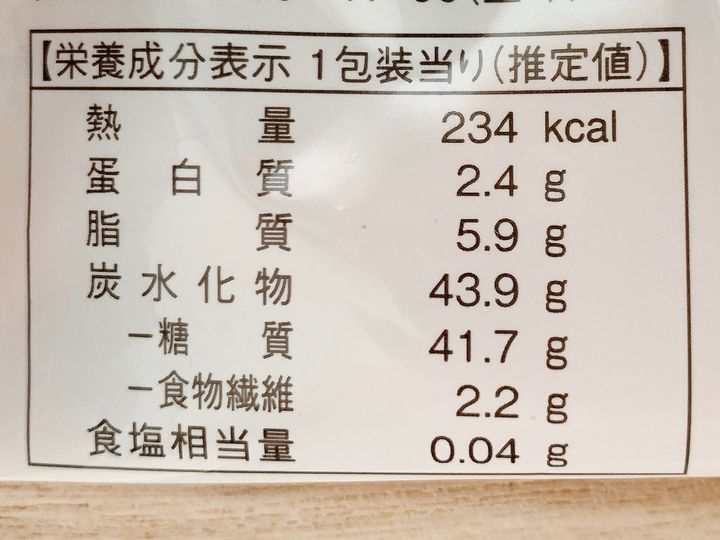 【栄養成分表示 1包装当り(推定値)】
熱量 234 kcal
蛋白質 2.4 g
脂質 5.9 g
炭水化物 43.9 g
－糖質 41.7 g
－食物繊維 2.2 g
食塩相当量 0.04 g